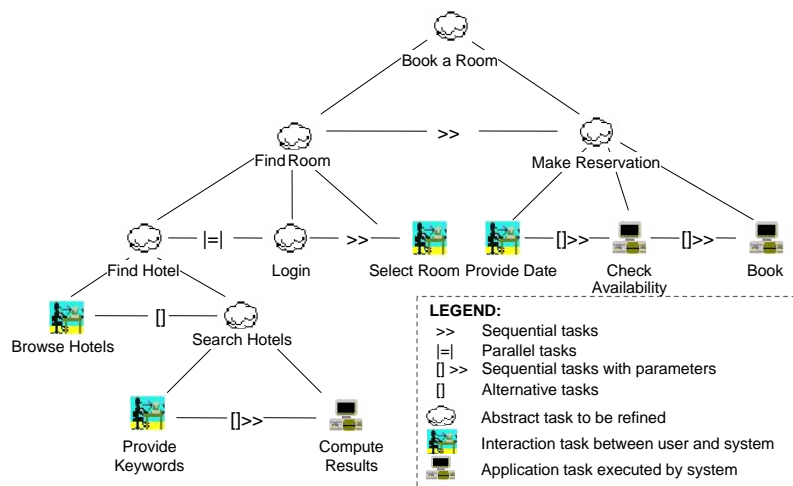 Book a Room
Find Room
>>
Make Reservation
Find Hotel
|=|
Login
>>
Select Room
Provide Date
[]>>
Check
Availability
[]>>
Book
Browse Hotels
[]
Search Hotels
Provide
Keywords
[]>>
Compute
Results
LEGEND:
>> Sequential tasks
|=| Parallel tasks
[] >> Sequential tasks with parameters
[] Alternative tasks
Abstract task to be refined
Interaction task between user and system
Application task executed by system